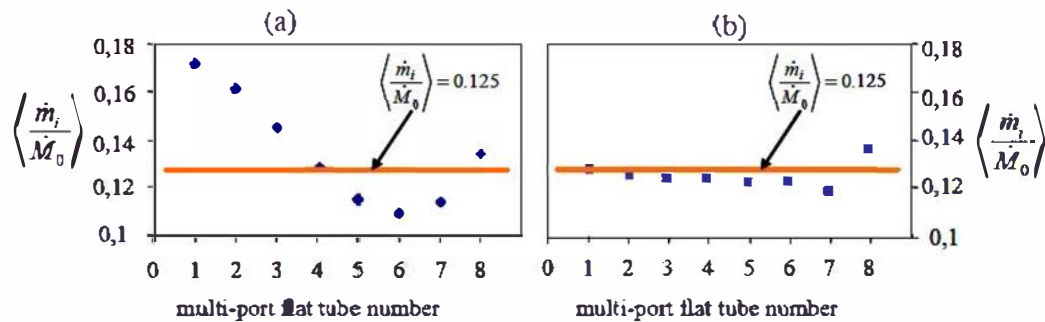 (a)
0,18
0,16
0,14
0,12
0,1
⟨ṁi/Ṁ0⟩
⟨ṁi/Ṁ0⟩ = 0.125
0 1 2 3 4 5 6 7 8
multi-port flat tube number
(b)
0,18
0,16
0,14
0,12
0,1
⟨ṁi/Ṁ0⟩
⟨ṁi/Ṁ0⟩ = 0.125
0 1 2 3 4 5 6 7 8
multi-port flat tube number